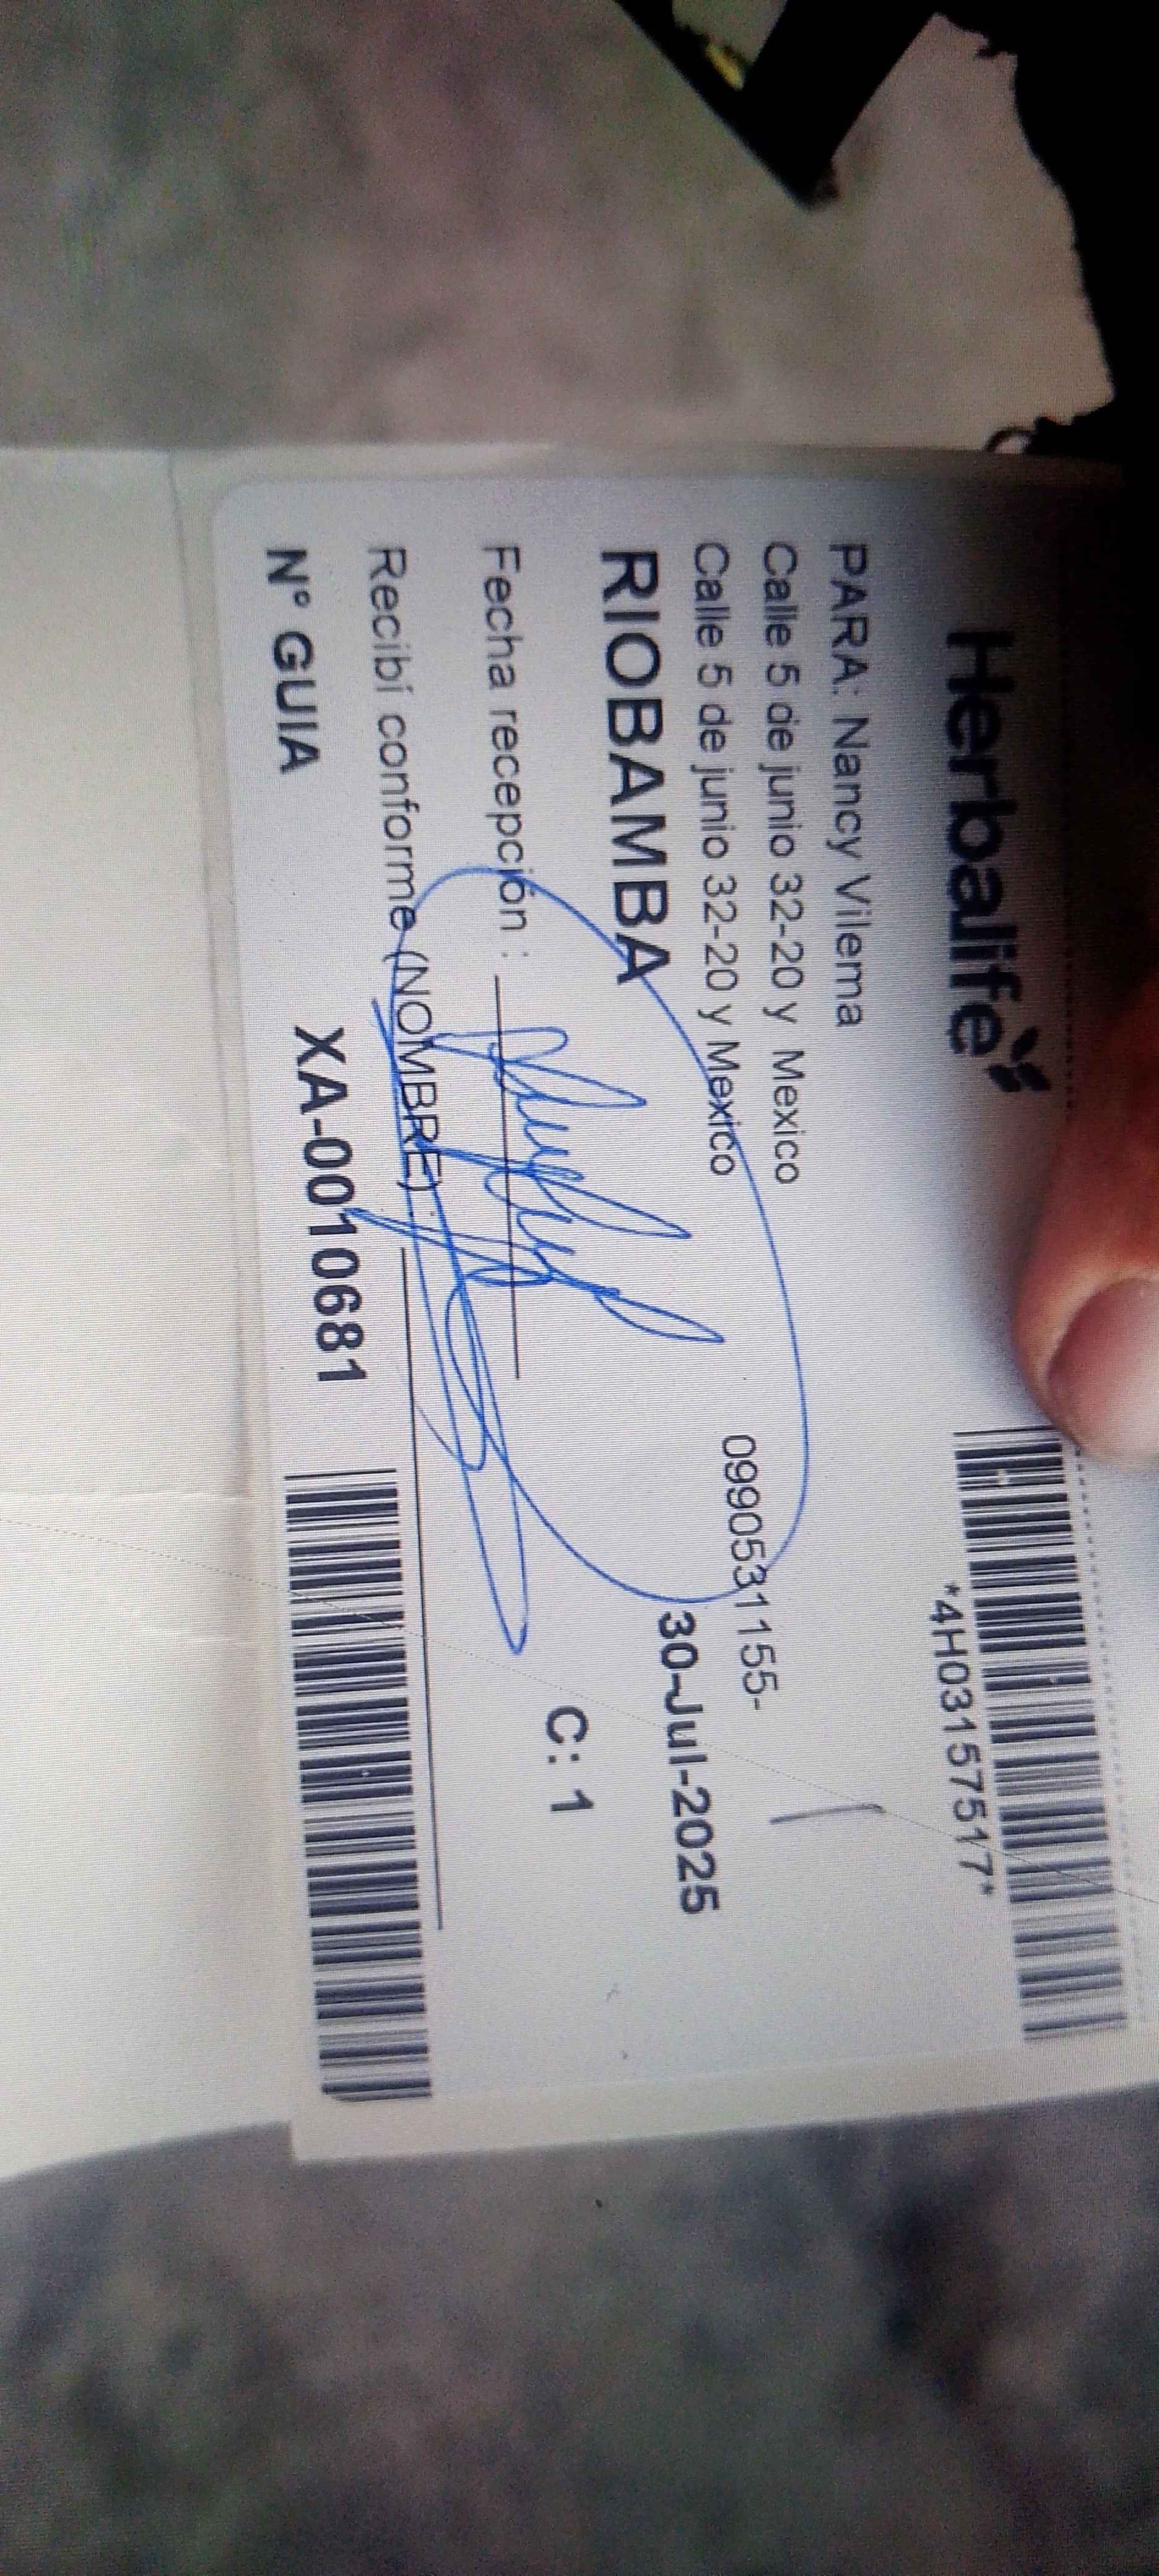 Herbalife
*4H03157517*
PARA: Nancy Vilema
Calle 5 de junio 32-20 y Mexico
Calle 5 de junio 32-20 y Mexico 0990531155-
RIOBAMBA 30-Jul-2025
Fecha recepción :
C: 1
Recibí conforme (NOMBRE) :
N° GUIA XA-0010681